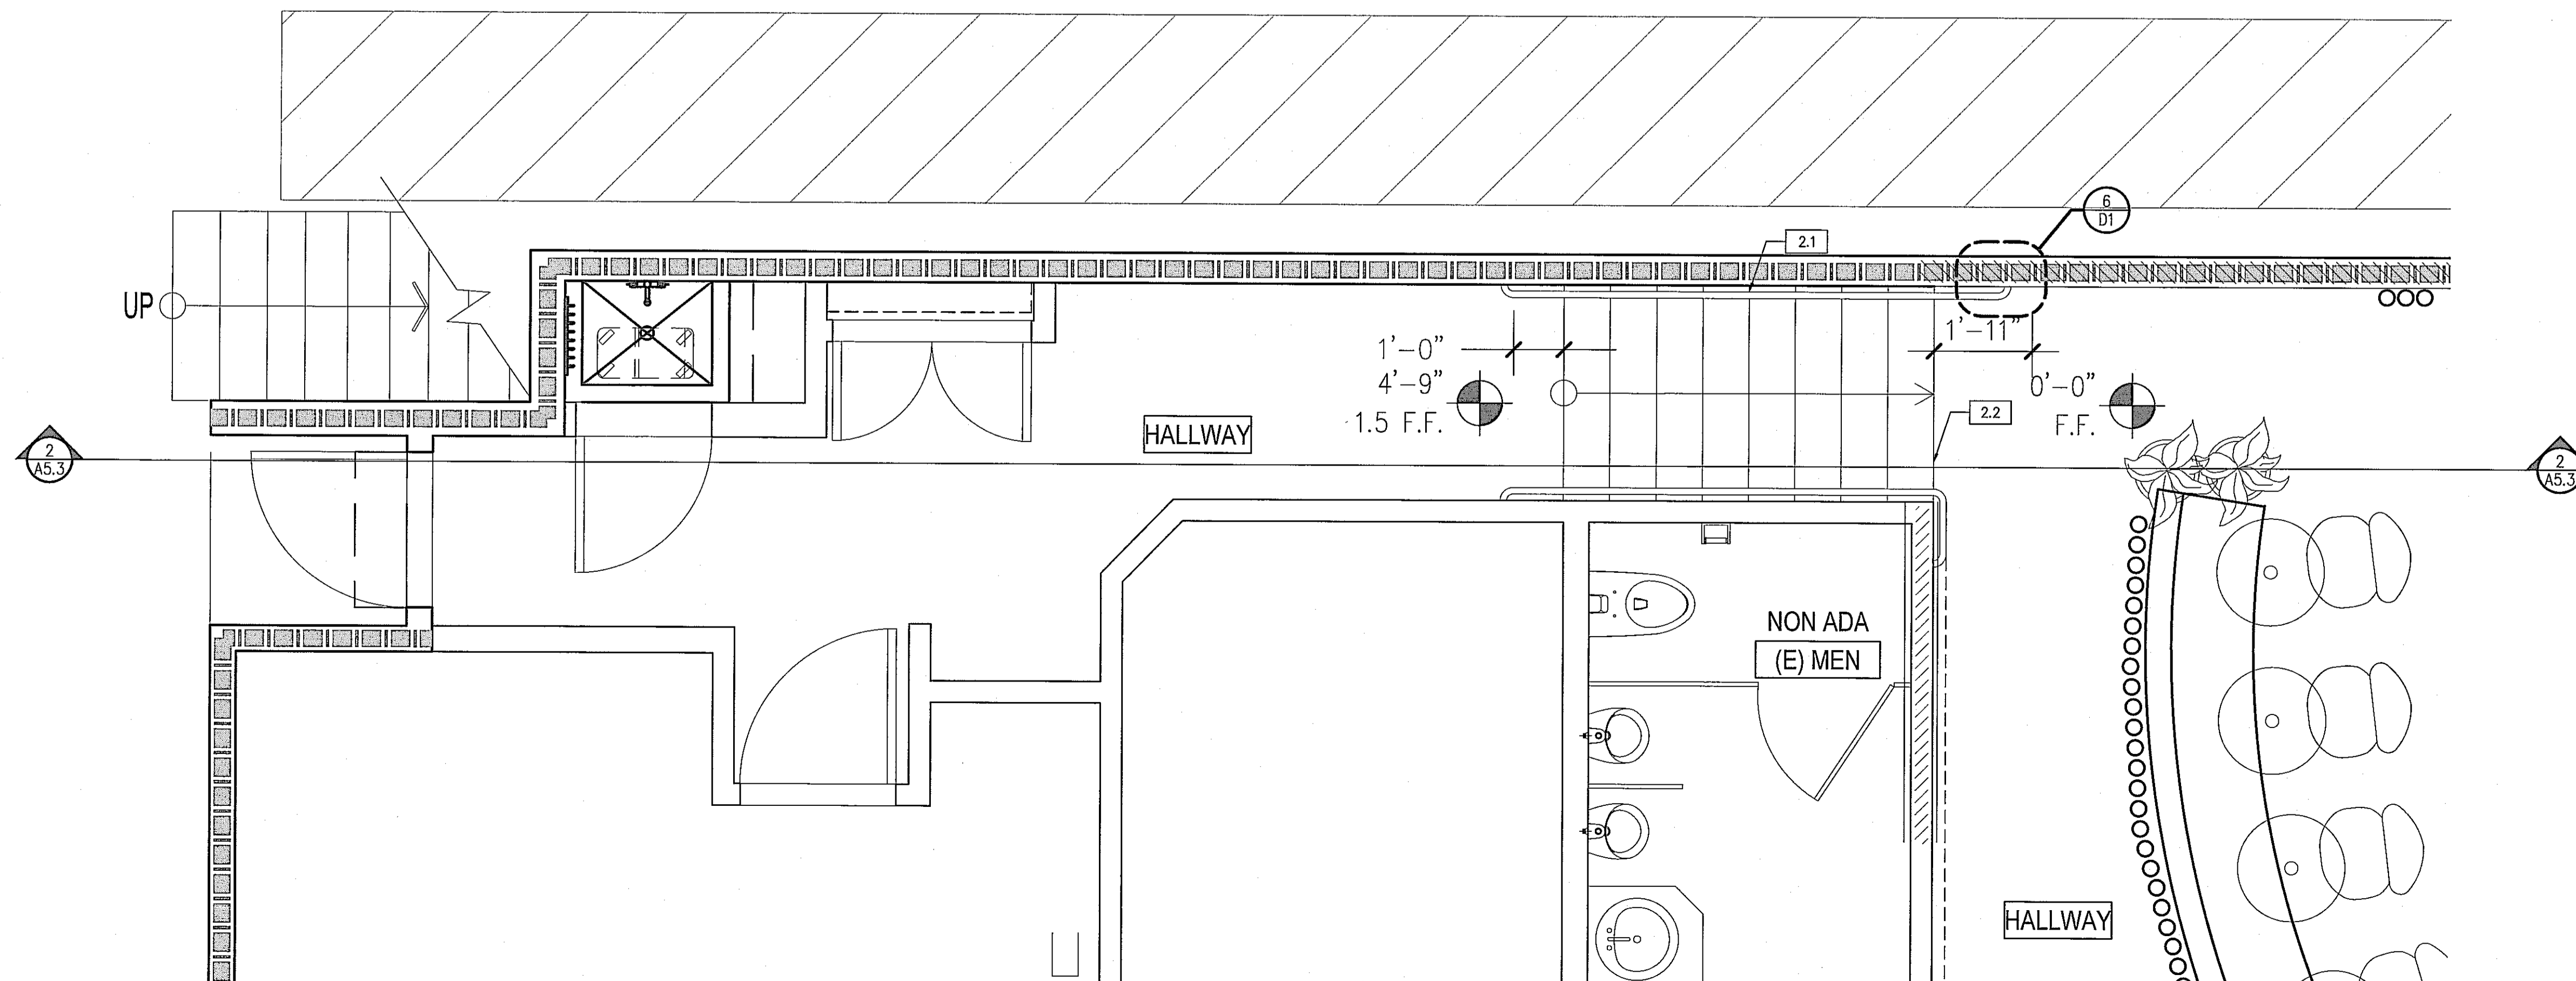 6
D1
2.1
UP
1'-11"
1'-0"
4'-9"
1.5 F.F.
0'-0"
F.F.
2.2
HALLWAY
2
A5.3
2
A5.3
NON ADA
(E) MEN
HALLWAY